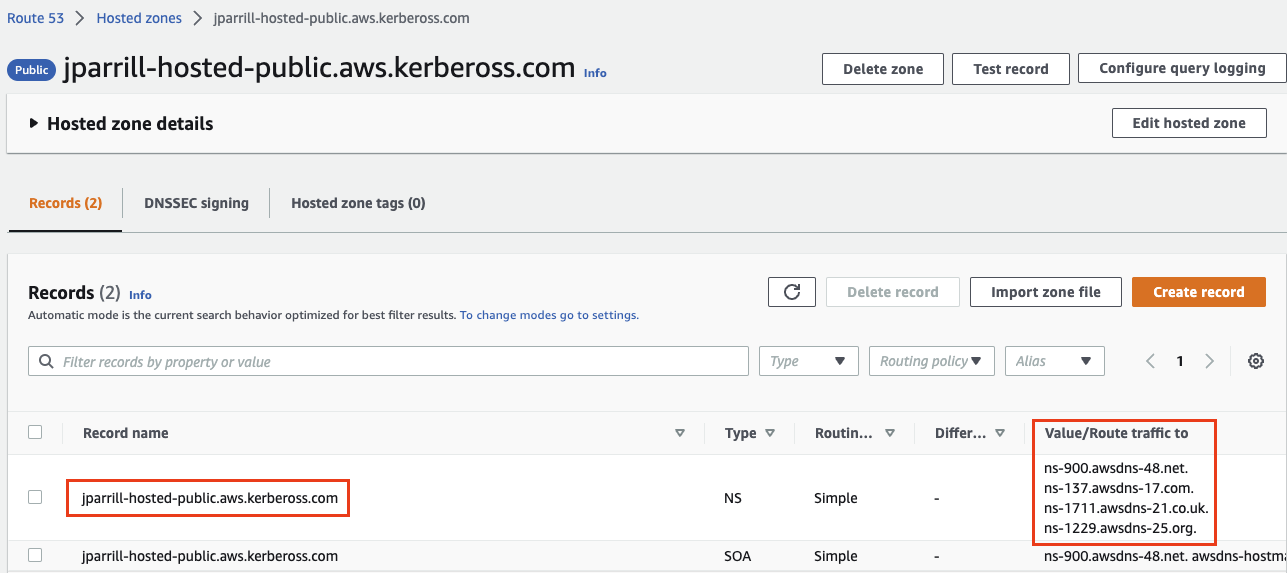 Route 53 > Hosted zones > jparrill-hosted-public.aws.kerbeross.com
Public jparrill-hosted-public.aws.kerbeross.com Info
Delete zone Test record Configure query logging
Hosted zone details Edit hosted zone
Records (2) DNSSEC signing Hosted zone tags (0)
Records (2) Info Delete record Import zone file Create record
Automatic mode is the current search behavior optimized for best filter results. To change modes go to settings.
Filter records by property or value Type Routing policy Alias 1
Record name Type Routin... Differ... Value/Route traffic to
jparrill-hosted-public.aws.kerbeross.com NS Simple - ns-900.awsdns-48.net.
ns-137.awsdns-17.com.
ns-1711.awsdns-21.co.uk.
ns-1229.awsdns-25.org.
jparrill-hosted-public.aws.kerbeross.com SOA Simple - ns-900.awsdns-48.net. awsdns-hostma